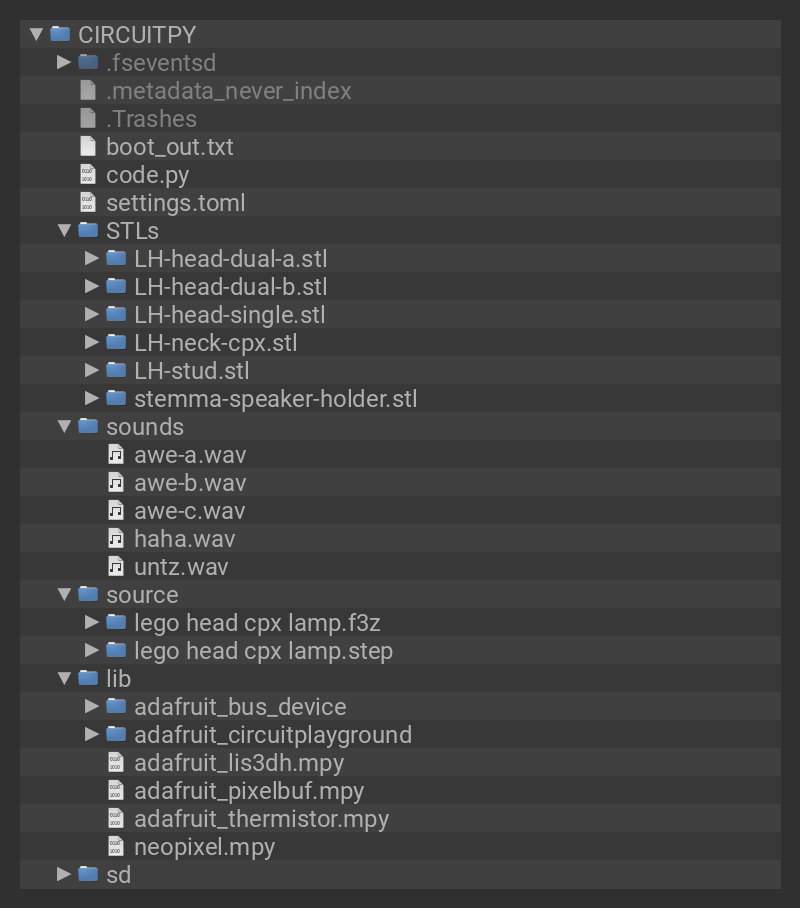 CIRCUITPY
.fseventsd
.metadata_never_index
.Trashes
boot_out.txt
code.py
settings.toml
STLs
LH-head-dual-a.stl
LH-head-dual-b.stl
LH-head-single.stl
LH-neck-cpx.stl
LH-stud.stl
stemma-speaker-holder.stl
sounds
awe-a.wav
awe-b.wav
awe-c.wav
haha.wav
untz.wav
source
lego head cpx lamp.f3z
lego head cpx lamp.step
lib
adafruit_bus_device
adafruit_circuitplayground
adafruit_lis3dh.mpy
adafruit_pixelbuf.mpy
adafruit_thermistor.mpy
neopixel.mpy
sd